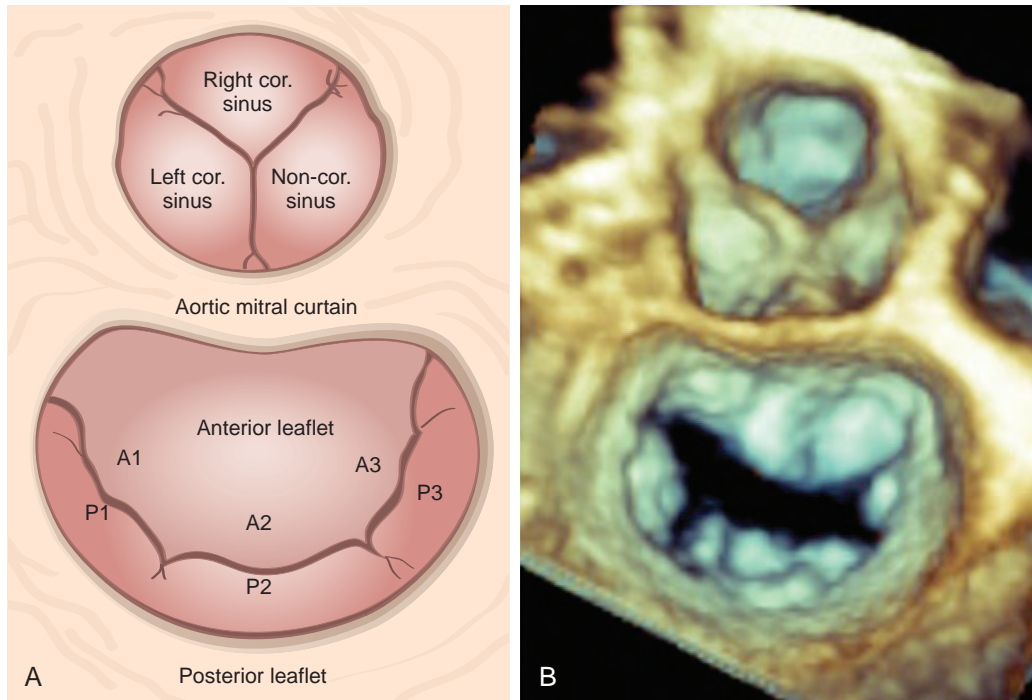 Right cor.
sinus
Left cor.
sinus
Non-cor.
sinus
Aortic mitral curtain
Anterior leaflet
A1
A3
P3
P1
A2
P2
A
Posterior leaflet
B